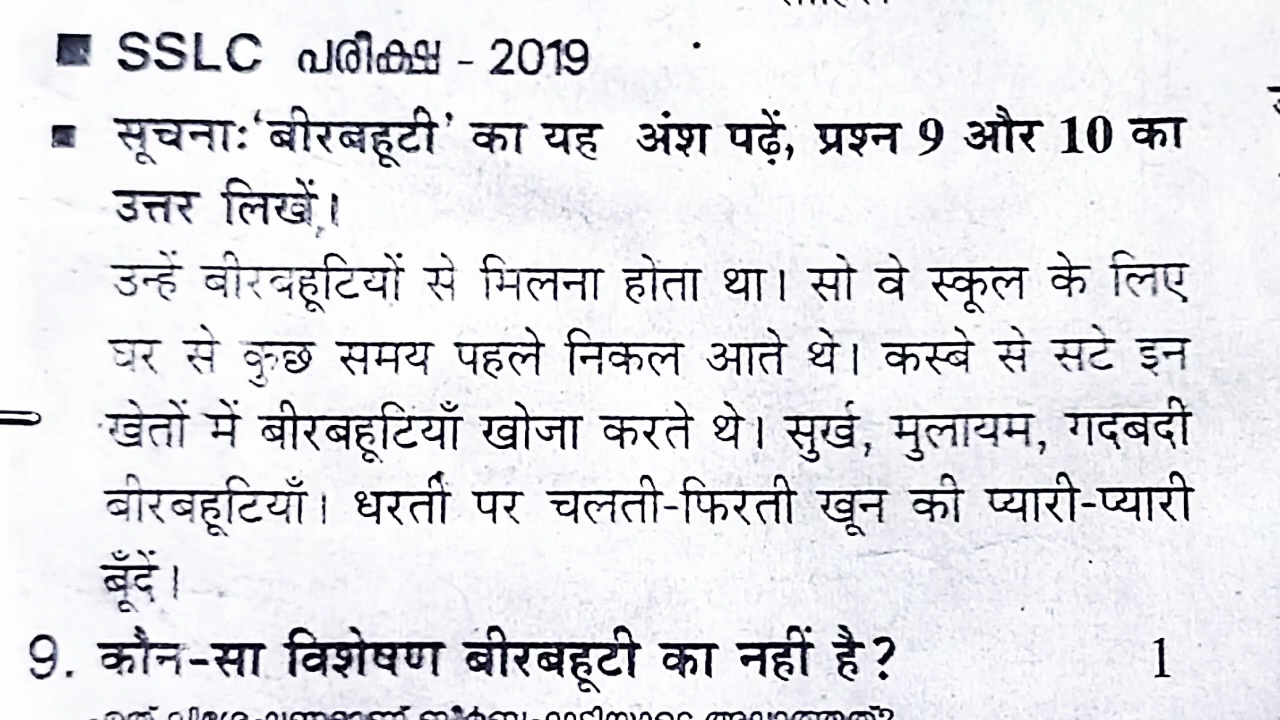 ■ SSLC പരീക്ഷ - 2019
■ सूचनाः 'बीरबहूटी' का यह अंश पढ़ें, प्रश्न 9 और 10 का
उत्तर लिखें।
उन्हें बीरबहूटियों से मिलना होता था। सो वे स्कूल के लिए
घर से कुछ समय पहले निकल आते थे। कस्बे से सटे इन
खेतों में बीरबहूटियाँ खोजा करते थे। सुर्ख, मुलायम, गदबदी
बीरबहूटियाँ। धरती पर चलती-फिरती खून की प्यारी-प्यारी
बूँदें।
9. कौन-सा विशेषण बीरबहूटी का नहीं है? 1